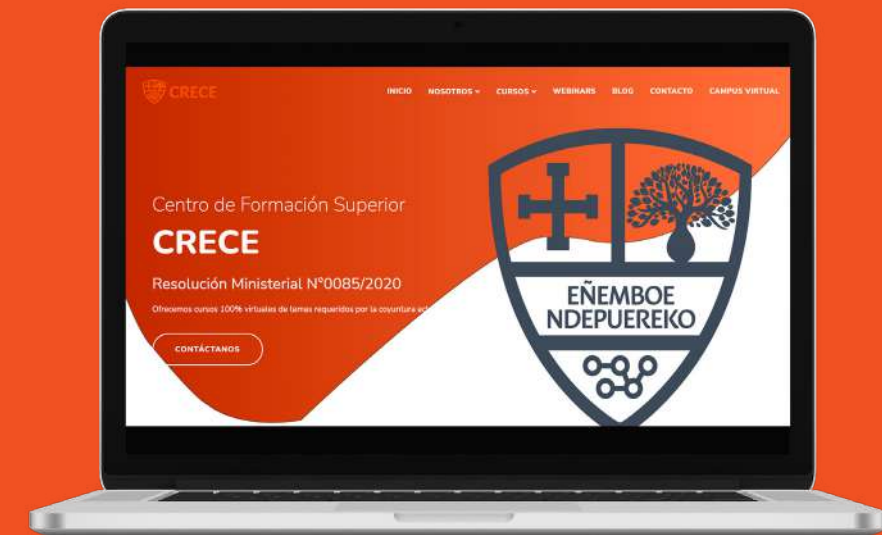 CRECE
INICIO NOSOTROS CURSOS WEBINARS BLOG CONTACTO CAMPUS VIRTUAL
Centro de Formación Superior
CRECE
Resolución Ministerial N°0085/2020
Ofrecemos cursos 100% virtuales de temas requeridos por la coyuntura
CONTÁCTANOS
EÑEMBOE
NDEPUEREKO